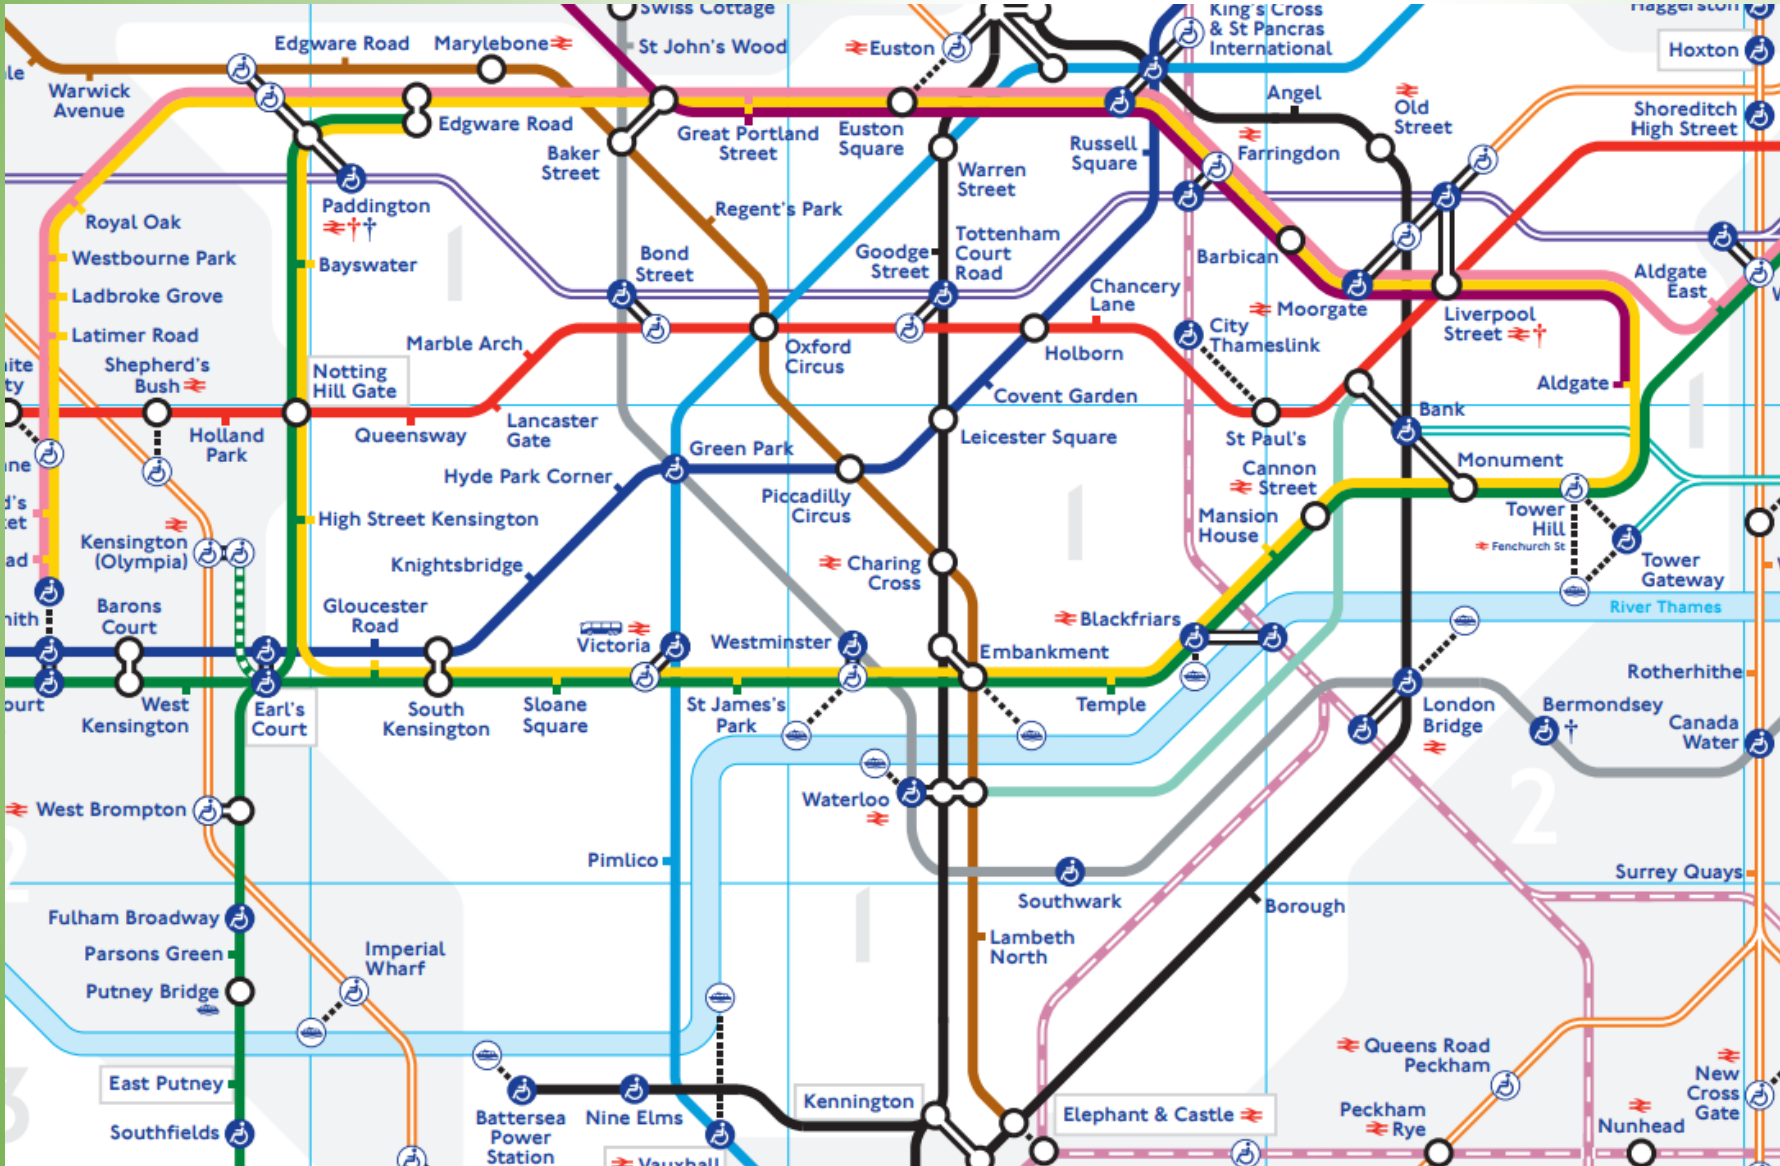 Swiss Cottage
St John's Wood
Edgware Road
Marylebone
Warwick
Avenue
Edgware Road
Baker
Street
Great Portland
Street
Euston
Euston
Square
King's Cross
& St Pancras
International
Angel
Old
Street
Farringdon
Russell
Square
Warren
Street
Regent's Park
Hoxton
Shoreditch
High Street
Royal Oak
Westbourne Park
Ladbroke Grove
Latimer Road
Paddington
Bayswater
1
Bond
Street
Goodge
Street
Tottenham
Court
Road
Barbican
Moorgate
Liverpool
Street
Aldgate
East
Aldgate
Chancery
Lane
City
Thameslink
Holborn
Oxford
Circus
Marble Arch
Shepherd's
Bush
Notting
Hill Gate
Holland
Park
Queensway
Lancaster
Gate
Covent Garden
Leicester Square
St Paul's
Bank
1
Green Park
Hyde Park Corner
Piccadilly
Circus
Cannon
Street
Monument
Mansion
House
1
Tower
Hill
Fenchurch St
Tower
Gateway
River Thames
High Street Kensington
Kensington
(Olympia)
Knightsbridge
Charing
Cross
Barons
Court
Gloucester
Road
Victoria
Westminster
Embankment
Blackfriars
Temple
West
Kensington
Earl's
Court
South
Kensington
Sloane
Square
St James's
Park
London
Bridge
Bermondsey
Rotherhithe
Canada
Water
West Brompton
Waterloo
2
2
Pimlico
Southwark
Borough
Surrey Quays
Fulham Broadway
Parsons Green
Putney Bridge
Imperial
Wharf
1
Lambeth
North
East Putney
Southfields
3
Battersea
Power
Station
Nine Elms
Vauxhall
Kennington
Elephant & Castle
Queens Road
Peckham
Peckham
Rye
Nunhead
New
Cross
Gate